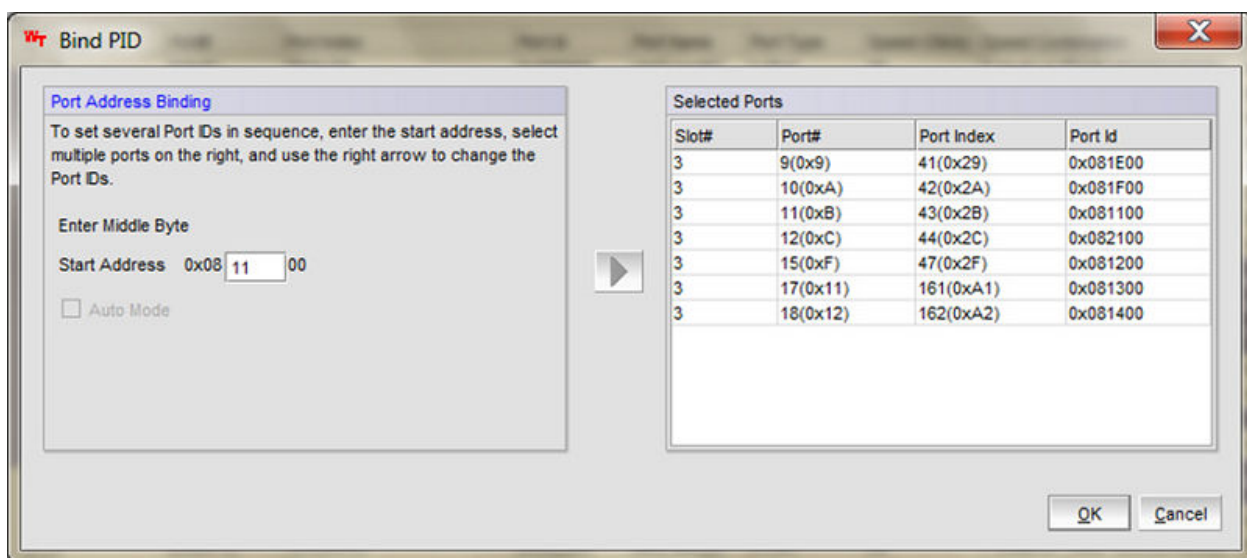 WT Bind PID
X
Port Address Binding
To set several Port IDs in sequence, enter the start address, select
multiple ports on the right, and use the right arrow to change the
Port IDs.
Enter Middle Byte
Start Address 0x08 11 00
Auto Mode
Selected Ports
Slot# Port# Port Index Port Id
3 9(0x9) 41(0x29) 0x081E00
3 10(0xA) 42(0x2A) 0x081F00
3 11(0xB) 43(0x2B) 0x081100
3 12(0xC) 44(0x2C) 0x082100
3 15(0xF) 47(0x2F) 0x081200
3 17(0x11) 161(0xA1) 0x081300
3 18(0x12) 162(0xA2) 0x081400
OK Cancel